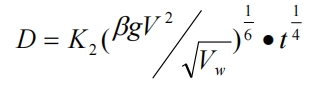 D = K₂(βgV²/√V_w)^{1/6} • t^{1/4}